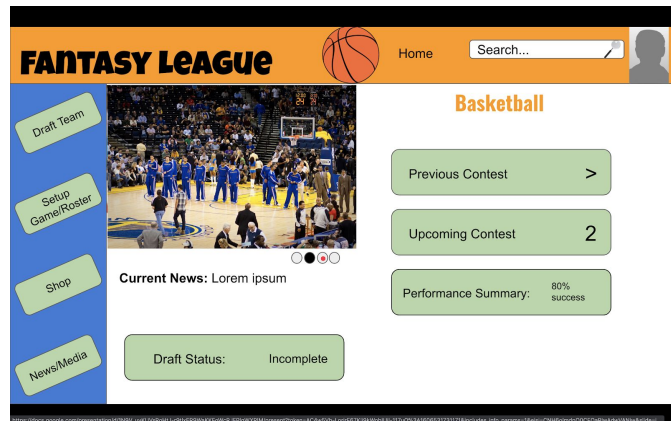 FANTASY LEAGUE
Home
Search...
Draft Team
Setup
Game/Roster
Shop
News/Media
24
Current News: Lorem ipsum
Draft Status: Incomplete
Basketball
Previous Contest >
Upcoming Contest 2
Performance Summary: 80%
success